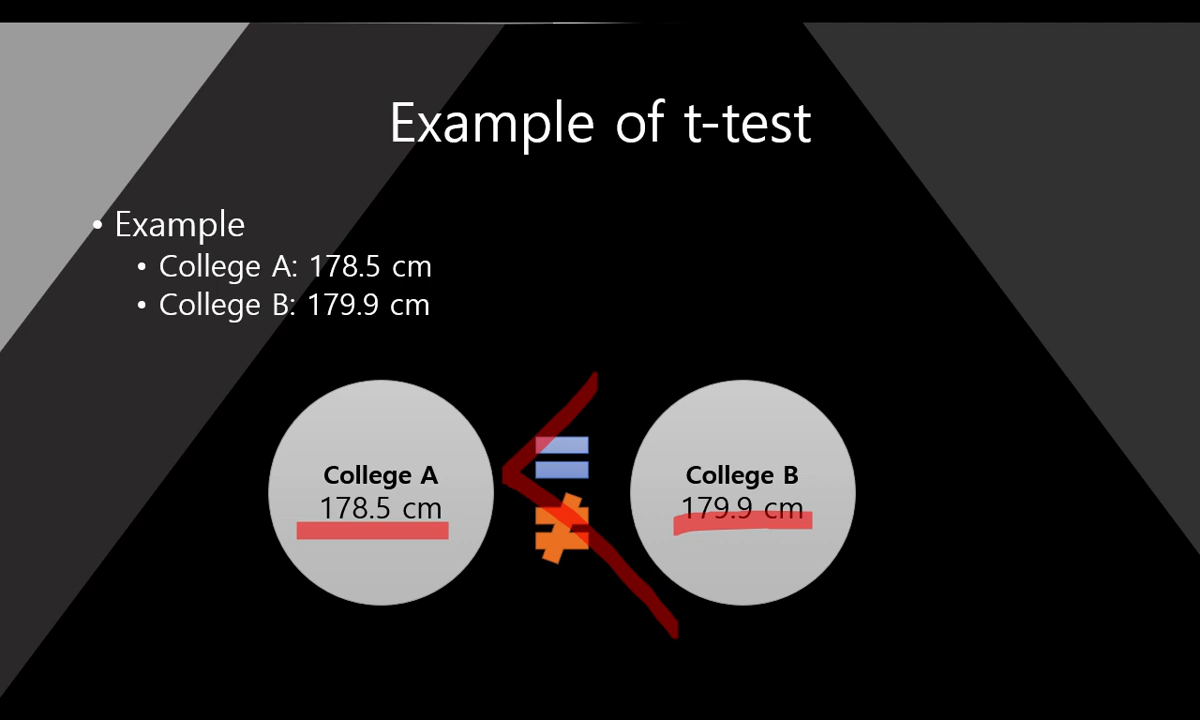 Example of t-test
• Example
• College A: 178.5 cm
• College B: 179.9 cm
College A
178.5 cm
=
≠
<
College B
179.9 cm